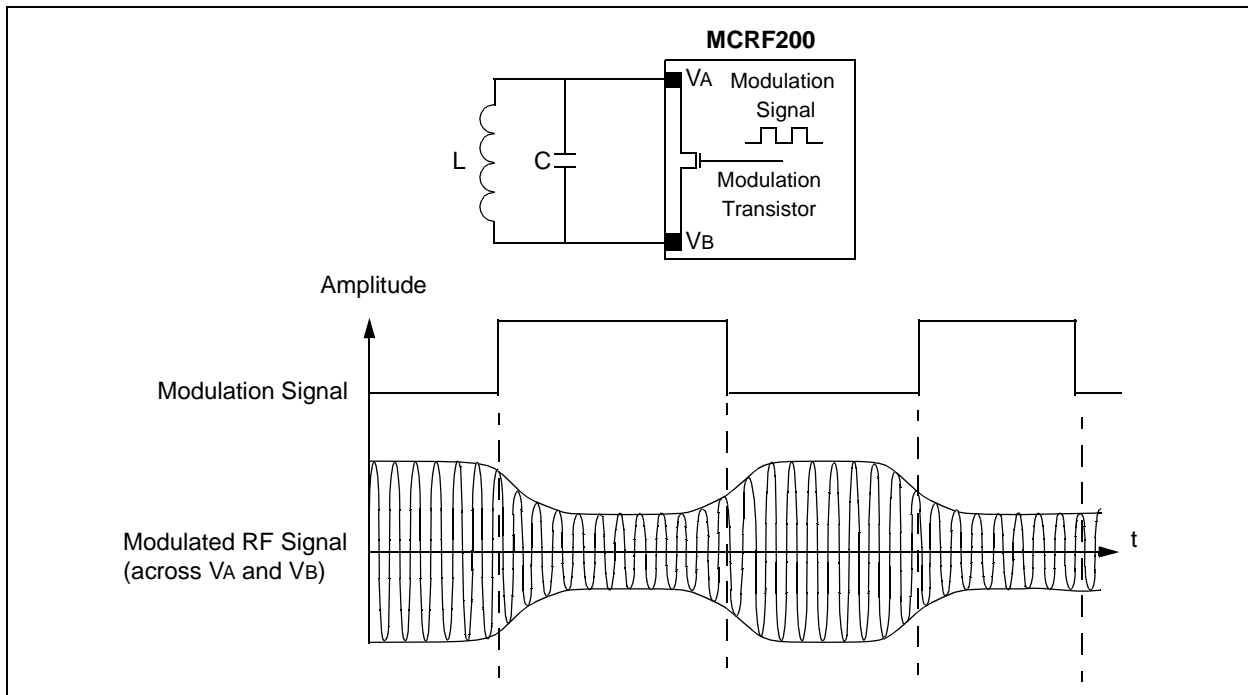 MCRF200
VA
Modulation
Signal
L
C
Modulation
Transistor
VB
Amplitude
Modulation Signal
Modulated RF Signal
(across VA and VB)
t